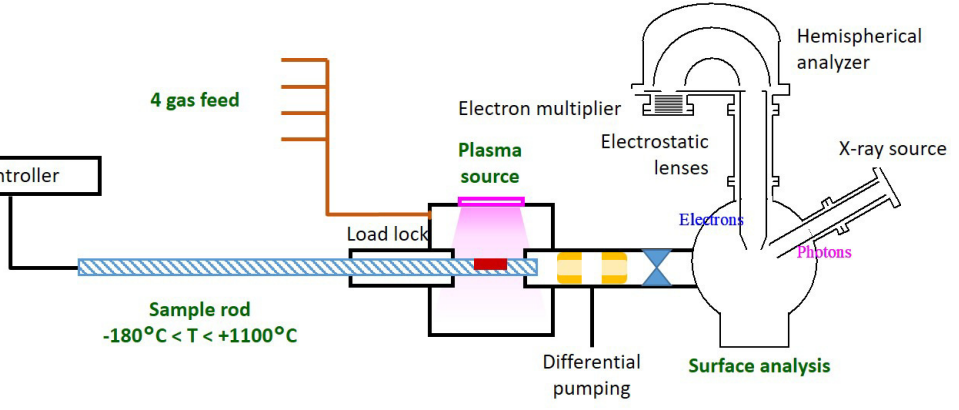 Hemispherical
analyzer
4 gas feed
Electron multiplier
Electrostatic
lenses
X-ray source
Plasma
source
ntroller
Electrons
Load lock
Photons
Sample rod
-180°C < T < +1100°C
Differential
pumping
Surface analysis